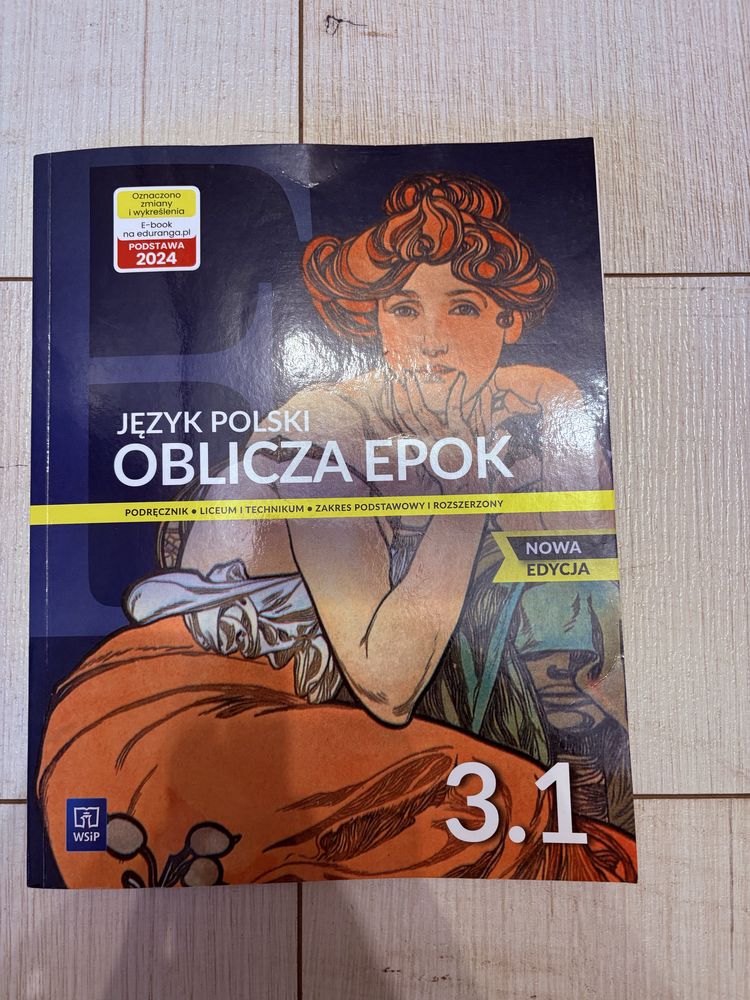 Oznaczono
zmiany
i wykreślenia
E-book
na eduranga.pl
PODSTAWA
2024
JĘZYK POLSKI
OBLICZA EPOK
PODRĘCZNIK • LICEUM I TECHNIKUM • ZAKRES PODSTAWOWY I ROZSZERZONY
NOWA
EDYCJA
3.1
WSiP